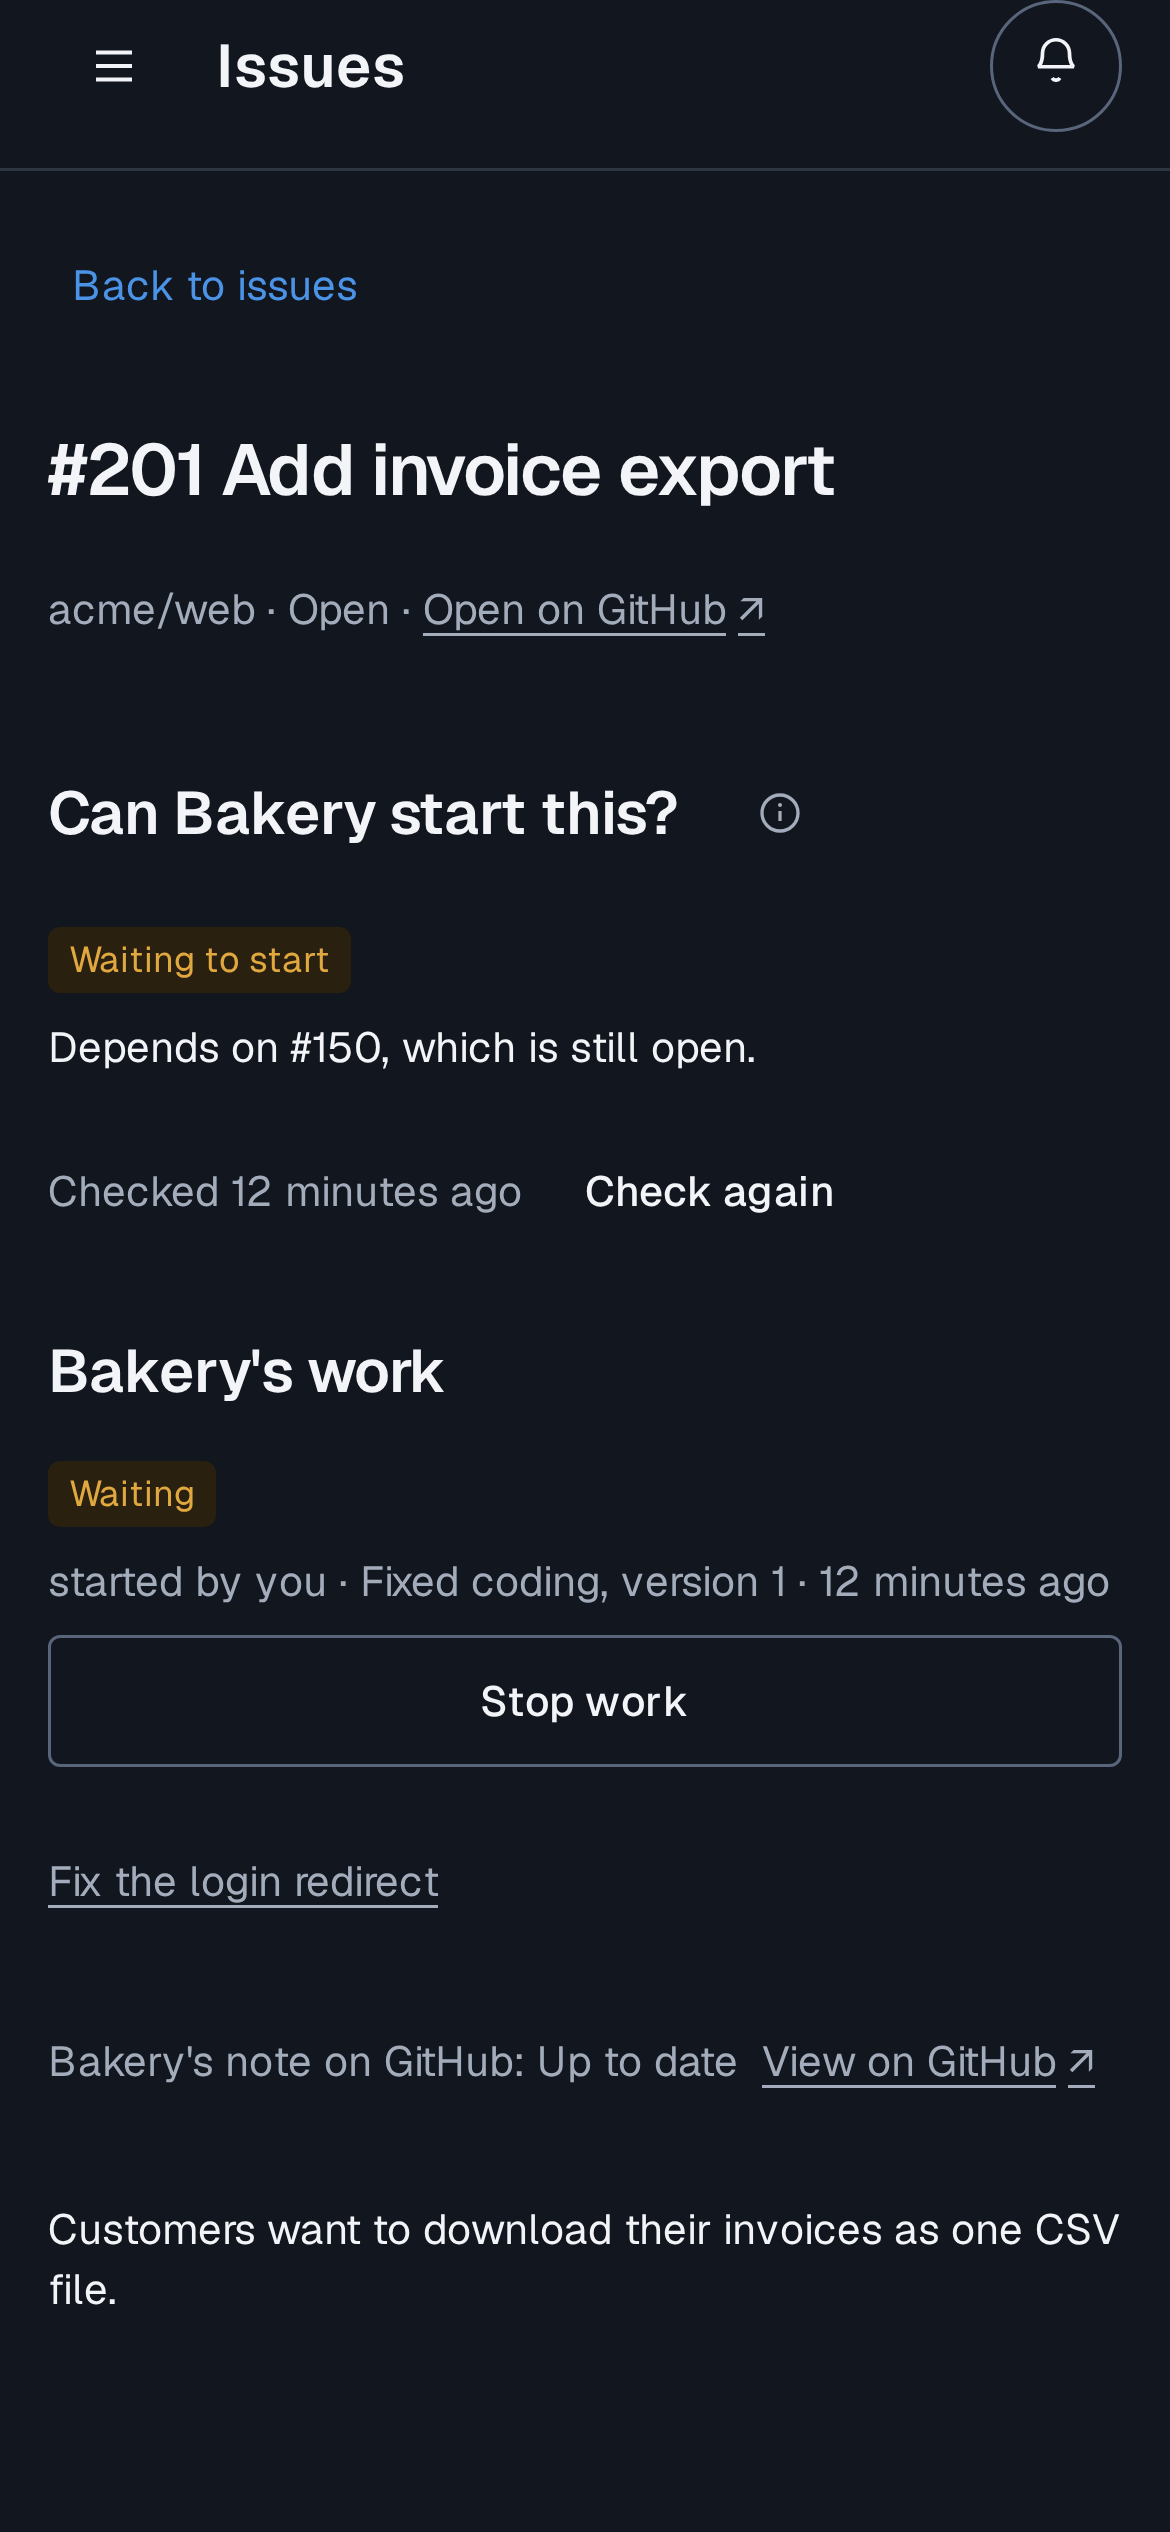 Issues
Back to issues
#201 Add invoice export
acme/web · Open · Open on GitHub ↗
Can Bakery start this?
Waiting to start
Depends on #150, which is still open.
Checked 12 minutes ago Check again
Bakery's work
Waiting
started by you · Fixed coding, version 1 · 12 minutes ago
Stop work
Fix the login redirect
Bakery's note on GitHub: Up to date View on GitHub ↗
Customers want to download their invoices as one CSV
file.